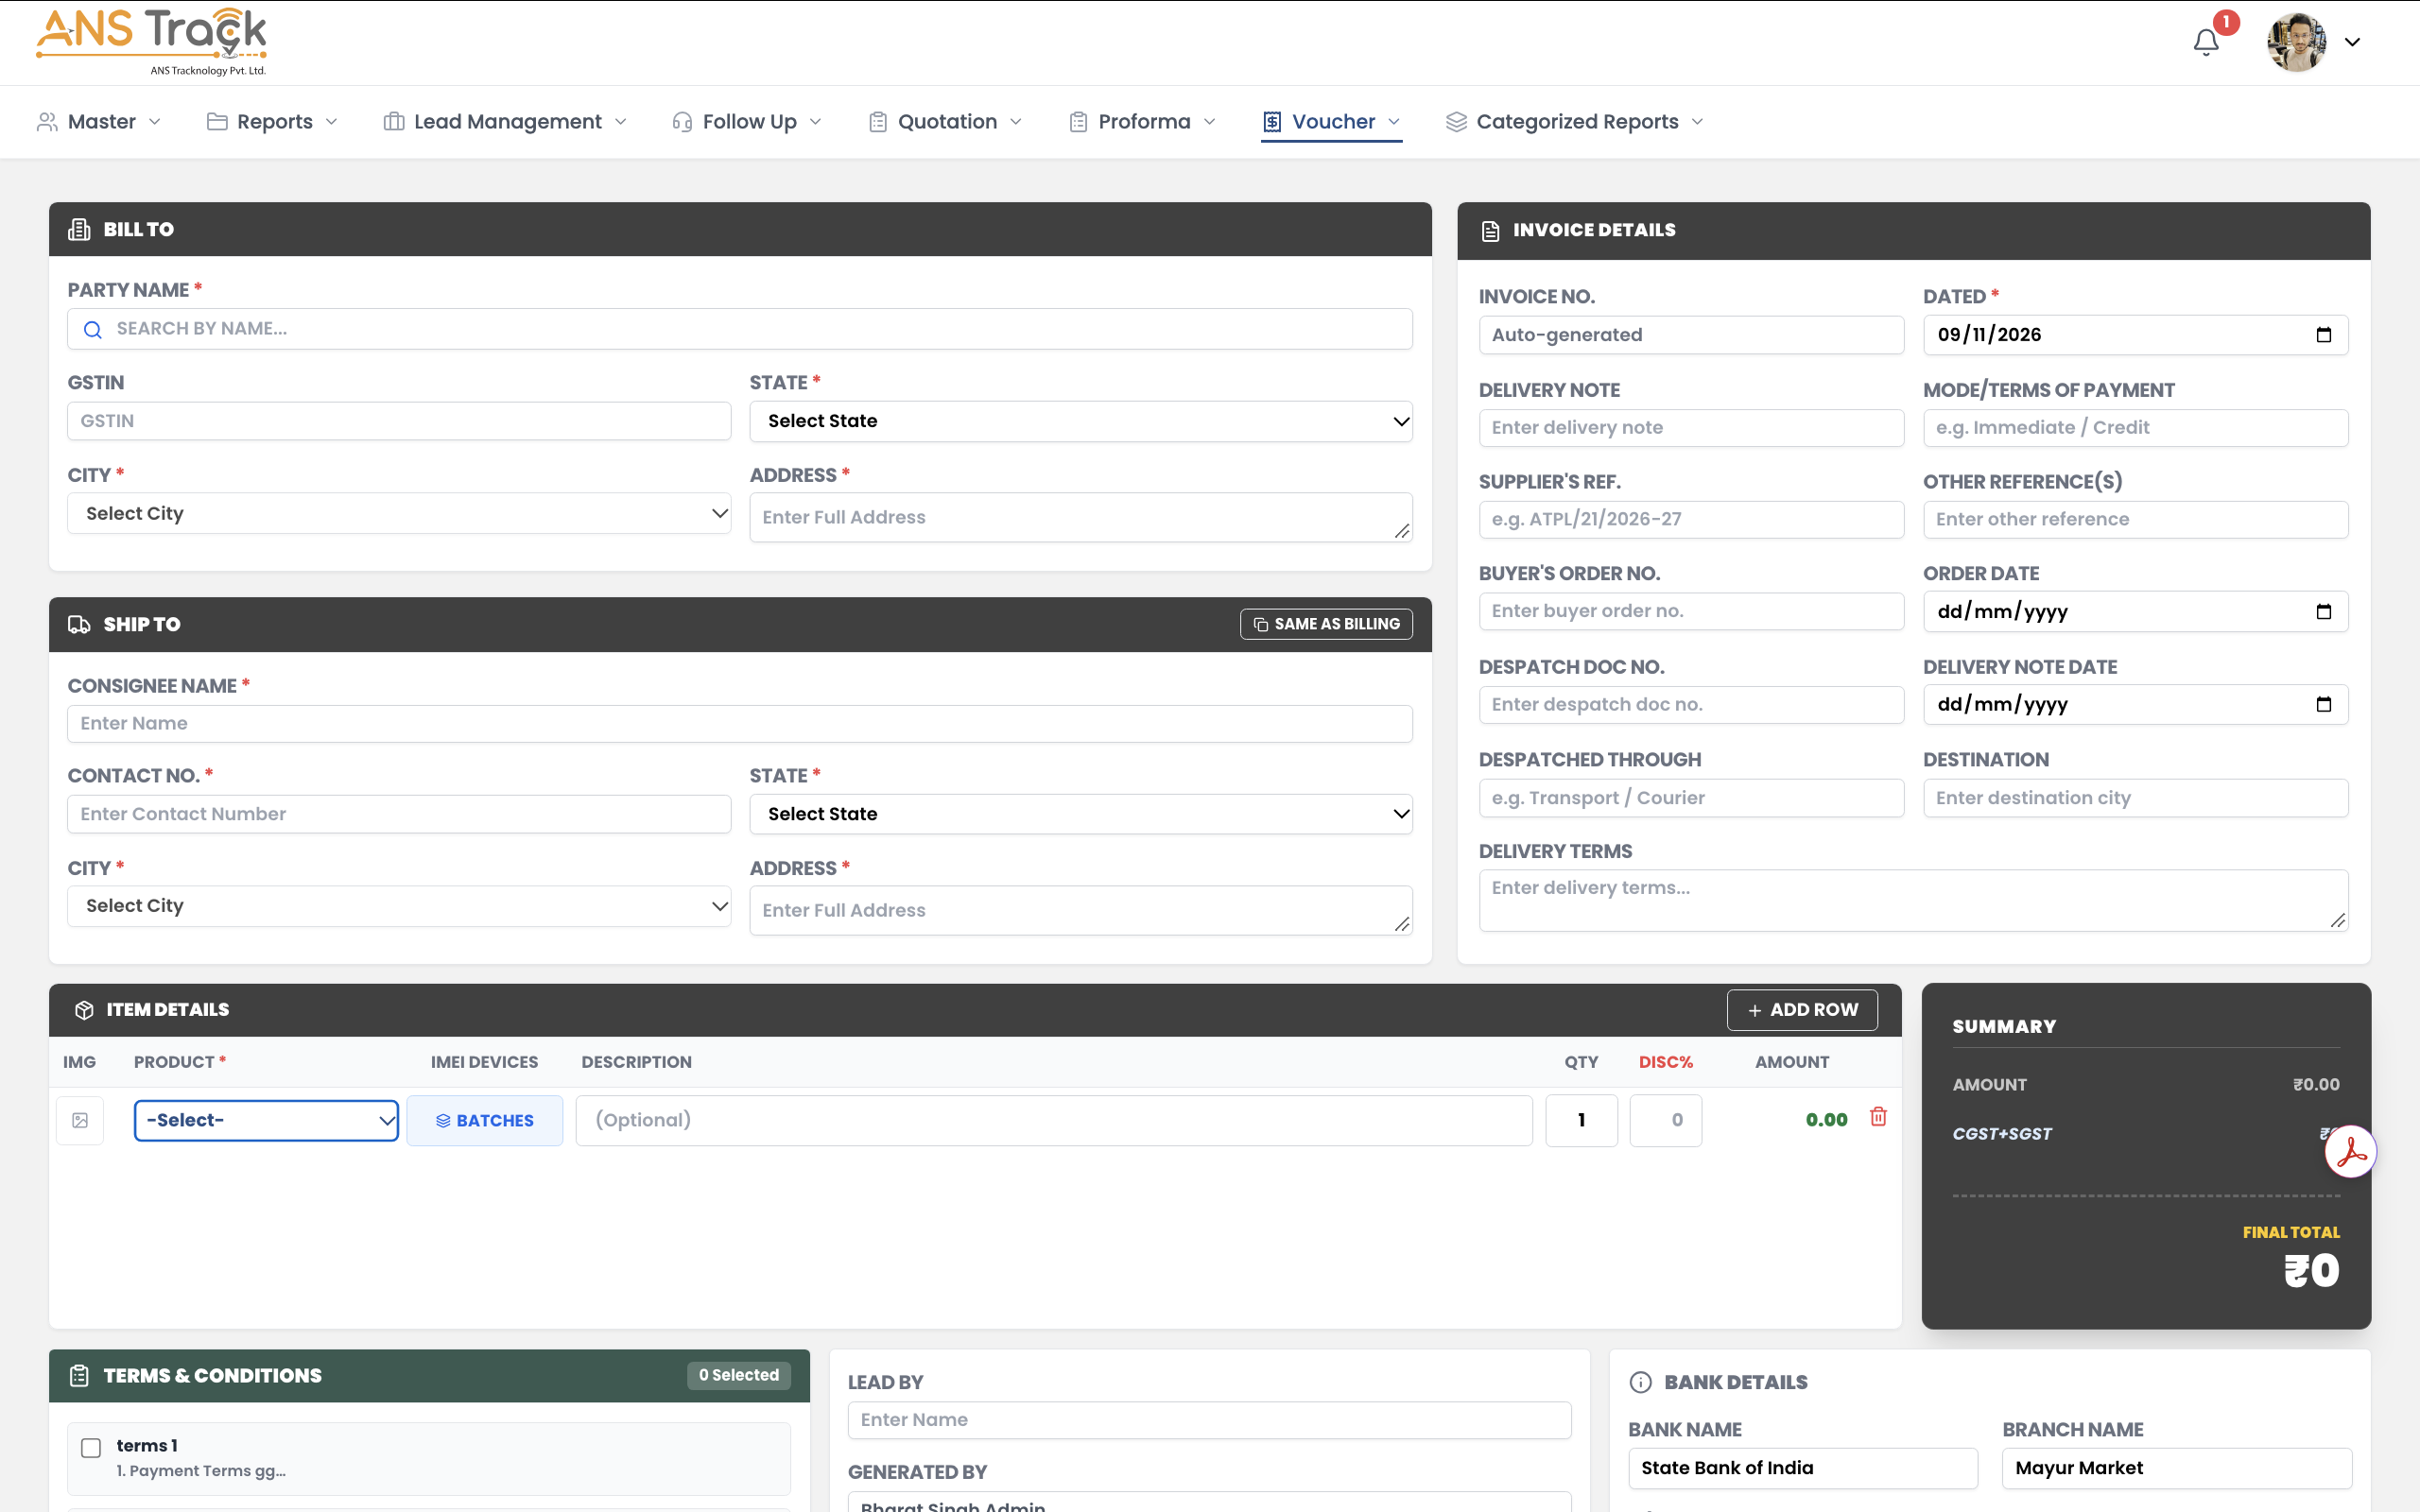 ANS Track
ANS Tracknology Pvt. Ltd.
1
Master
Reports
Lead Management
Follow Up
Quotation
Proforma
Voucher
Categorized Reports
BILL TO
PARTY NAME *
SEARCH BY NAME...
GSTIN
STATE *
GSTIN
Select State
CITY *
ADDRESS *
Select City
Enter Full Address
SHIP TO
SAME AS BILLING
CONSIGNEE NAME *
Enter Name
CONTACT NO. *
STATE *
Enter Contact Number
Select State
CITY *
ADDRESS *
Select City
Enter Full Address
INVOICE DETAILS
INVOICE NO.
DATED *
Auto-generated
09/11/2026
DELIVERY NOTE
MODE/TERMS OF PAYMENT
Enter delivery note
e.g. Immediate / Credit
SUPPLIER'S REF.
OTHER REFERENCE(S)
e.g. ATPL/21/2026-27
Enter other reference
BUYER'S ORDER NO.
ORDER DATE
Enter buyer order no.
dd/mm/yyyy
DESPATCH DOC NO.
DELIVERY NOTE DATE
Enter despatch doc no.
dd/mm/yyyy
DESPATCHED THROUGH
DESTINATION
e.g. Transport / Courier
Enter destination city
DELIVERY TERMS
Enter delivery terms...
ITEM DETAILS
+ ADD ROW
IMG
PRODUCT *
IMEI DEVICES
DESCRIPTION
QTY
DISC%
AMOUNT
-Select-
BATCHES
(Optional)
1
0
0.00
SUMMARY
AMOUNT
₹0.00
CGST+SGST
FINAL TOTAL
₹0
TERMS & CONDITIONS
0 Selected
terms 1
1. Payment Terms gg...
LEAD BY
Enter Name
GENERATED BY
Bharat Singh Admin
BANK DETAILS
BANK NAME
BRANCH NAME
State Bank of India
Mayur Market